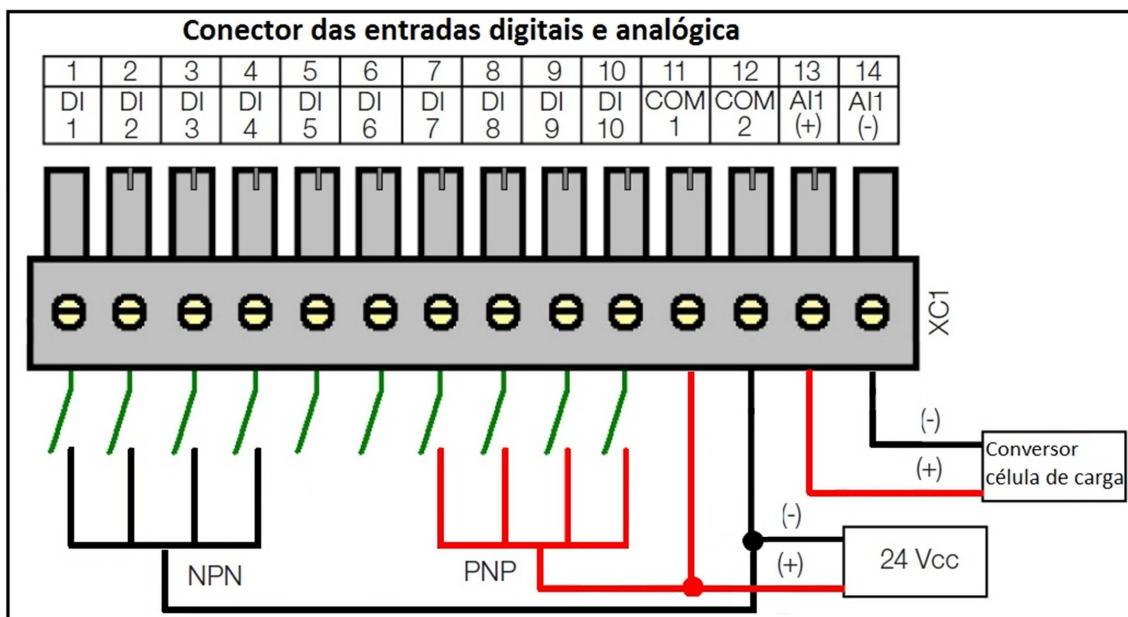 Conector das entradas digitais e analógica
1 2 3 4 5 6 7 8 9 10 11 12 13 14
DI DI DI DI DI DI DI DI DI DI COM COM AI1 AI1
1 2 3 4 5 6 7 8 9 10 1 2 (+) (-)
XC1
(-)
(+)
Conversor
célula de carga
(-)
(+)
24 Vcc
NPN
PNP